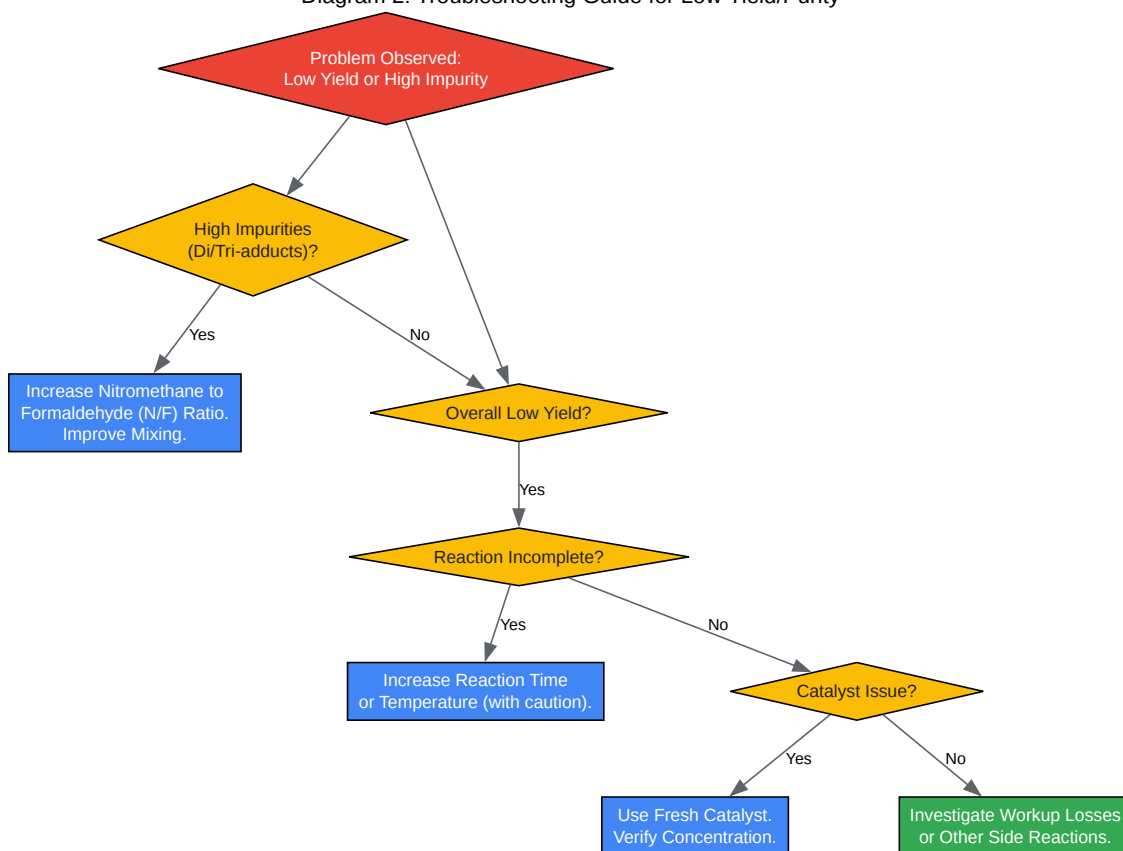 Diagram 2: Troubleshooting Guide for Low Yield/Purity
Problem Observed:
Low Yield or High Impurity
High Impurities
(Di/Tri-adducts)?
Yes
No
Increase Nitromethane to
Formaldehyde (N/F) Ratio.
Improve Mixing.
Overall Low Yield?
Yes
Reaction Incomplete?
Yes
No
Increase Reaction Time
or Temperature (with caution).
Catalyst Issue?
Yes
No
Use Fresh Catalyst.
Verify Concentration.
Investigate Workup Losses
or Other Side Reactions.